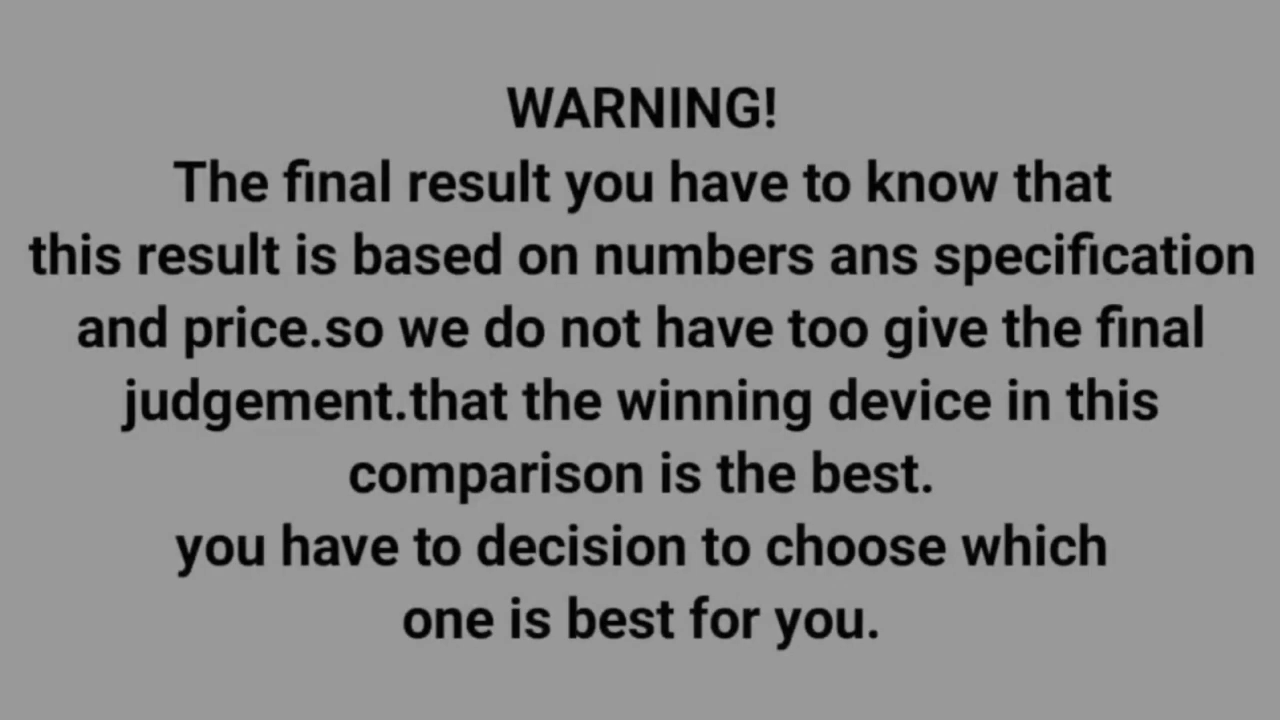 WARNING!
The final result you have to know that
this result is based on numbers ans specification
and price.so we do not have too give the final
judgement.that the winning device in this
comparison is the best.
you have to decision to choose which
one is best for you.